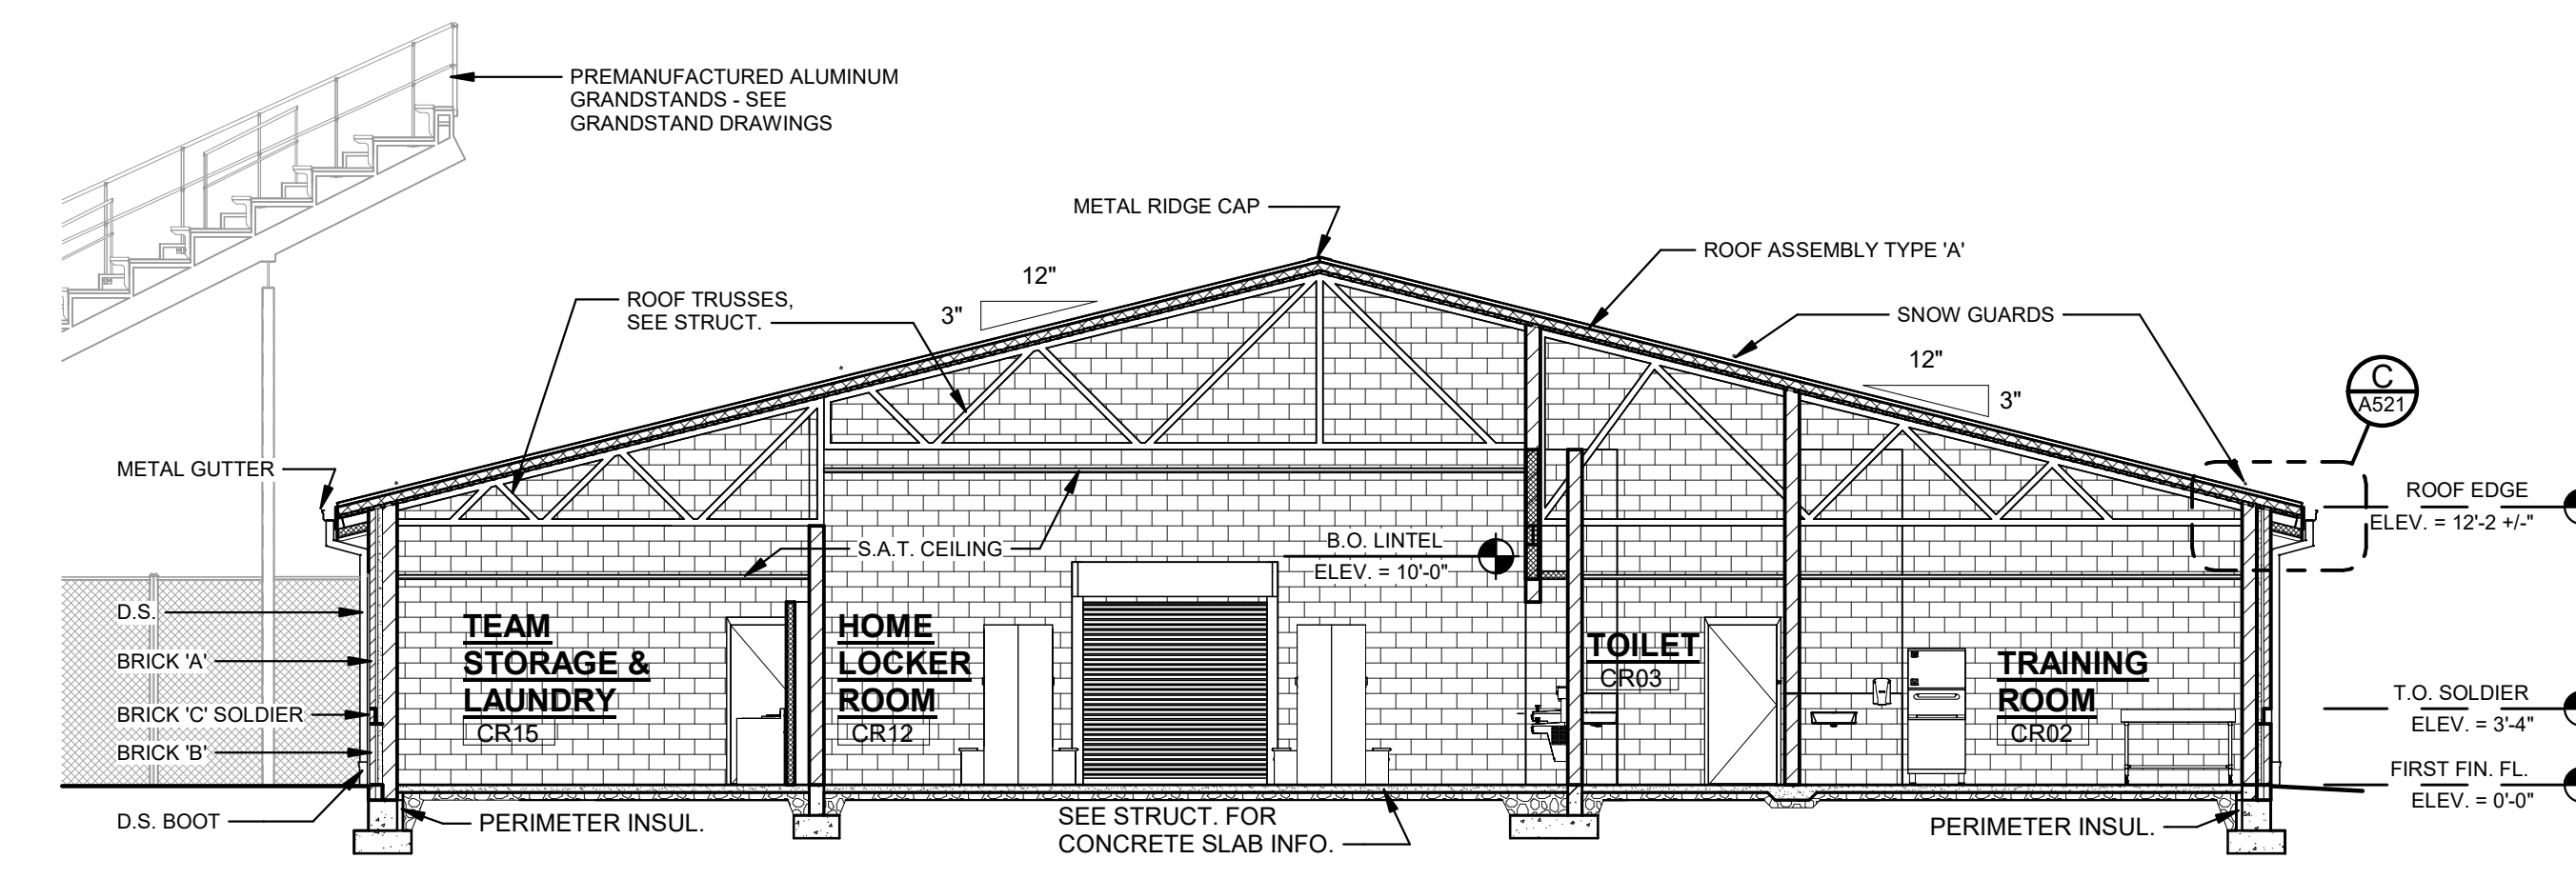 PREMANUFACTURED ALUMINUM
GRANDSTANDS - SEE
GRANDSTAND DRAWINGS
METAL RIDGE CAP
ROOF ASSEMBLY TYPE 'A'
12"
3"
ROOF TRUSSES,
SEE STRUCT.
SNOW GUARDS
12"
3"
C
A521
METAL GUTTER
ROOF EDGE
ELEV. = 12'-2 +/-"
S.A.T. CEILING
B.O. LINTEL
ELEV. = 10'-0"
D.S.
BRICK 'A'
BRICK 'C' SOLDIER
BRICK 'B'
D.S. BOOT
TEAM
STORAGE &
LAUNDRY
CR15
HOME
LOCKER
ROOM
CR12
TOILET
CR03
TRAINING
ROOM
CR02
T.O. SOLDIER
ELEV. = 3'-4"
FIRST FIN. FL.
ELEV. = 0'-0"
PERIMETER INSUL.
SEE STRUCT. FOR
CONCRETE SLAB INFO.
PERIMETER INSUL.